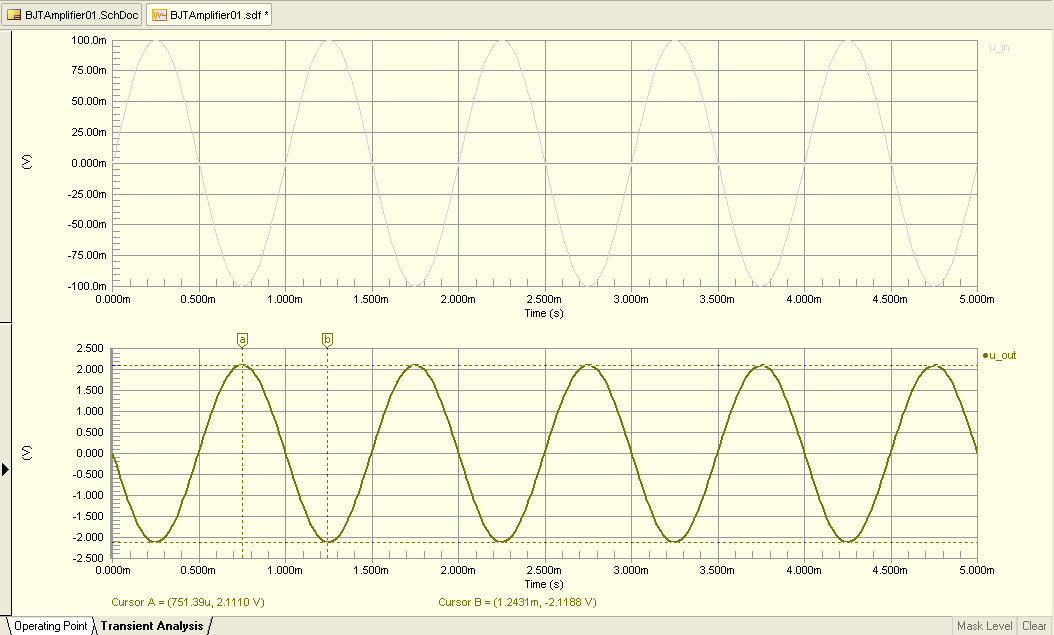 BJTAmplifier01.SchDoc BJTAmplifier01.sdf *
u_in
100.0m
75.00m
50.00m
25.00m
0.000m
-25.00m
-50.00m
-75.00m
-100.0m
(V)
0.000m 0.500m 1.000m 1.500m 2.000m 2.500m 3.000m 3.500m 4.000m 4.500m 5.000m
Time (s)
a b
u_out
2.500
2.000
1.500
1.000
0.500
0.000
-0.500
-1.000
-1.500
-2.000
-2.500
(V)
0.000m 0.500m 1.000m 1.500m 2.000m 2.500m 3.000m 3.500m 4.000m 4.500m 5.000m
Time (s)
Cursor A = (751.39u, 2.1110 V) Cursor B = (1.2431m, -2.1188 V)
Operating Point Transient Analysis Mask Level Clear